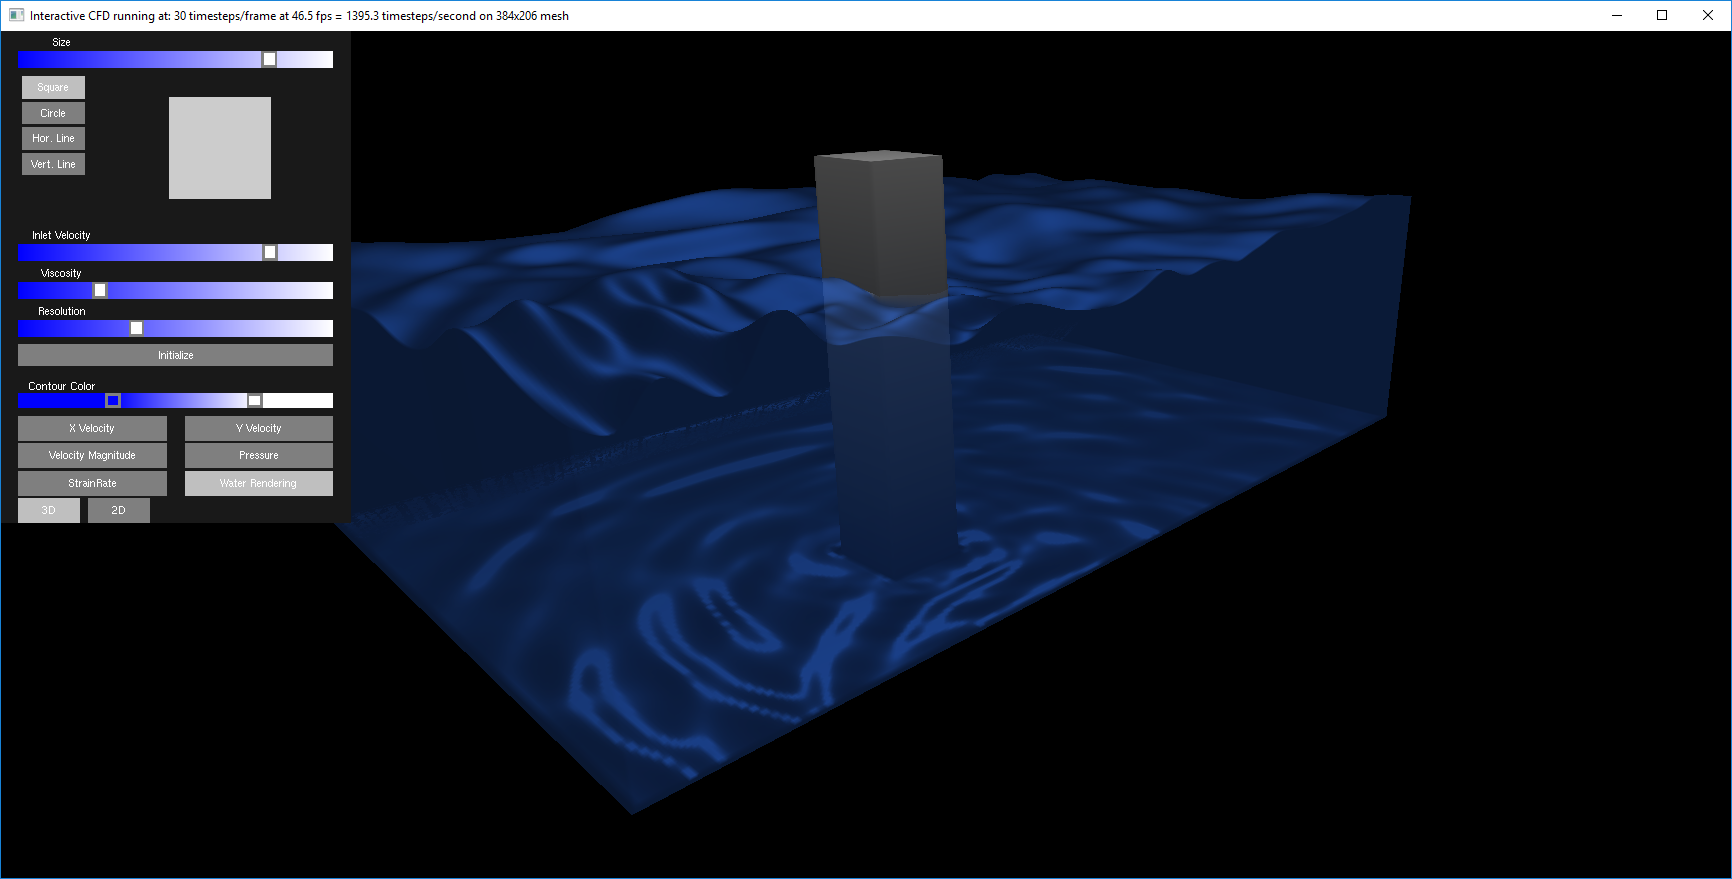 Interactive CFD running at: 30 timesteps/frame at 46.5 fps = 1395.3 timesteps/second on 384x206 mesh
Size
Square
Circle
Hor. Line
Vert. Line
Inlet Velocity
Viscosity
Resolution
Initialize
Contour Color
X Velocity
Y Velocity
Velocity Magnitude
Pressure
StrainRate
Water Rendering
3D
2D